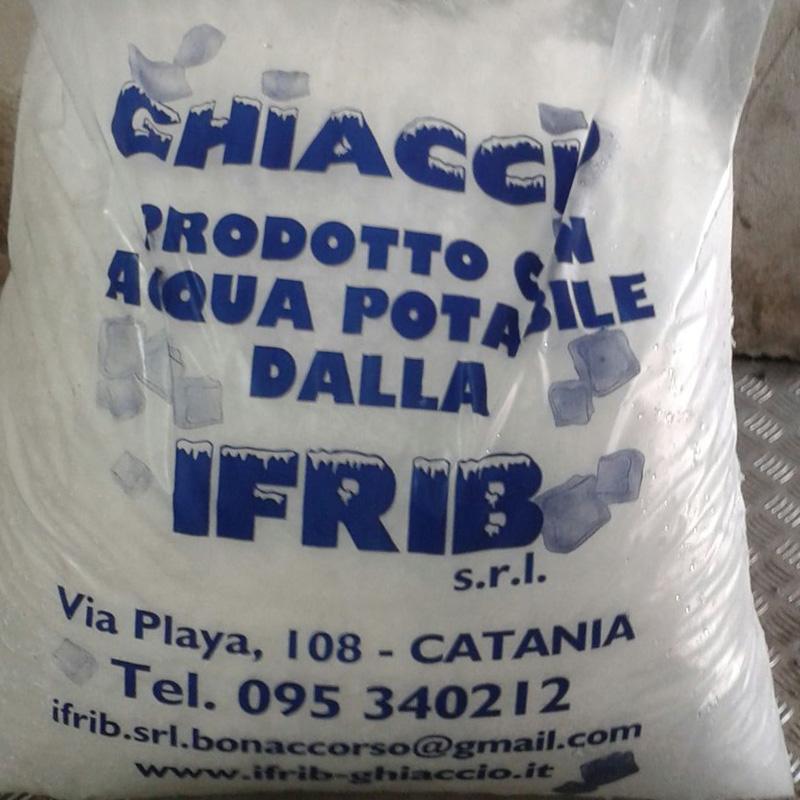 GHIACCIO
PRODOTTO CON
ACQUA POTABILE
DALLA
IFRIB
s.r.l.
Via Playa, 108 - CATANIA
Tel. 095 340212
ifrib.srl.bonaccorso@gmail.com
www.ifrib-ghiaccio.it